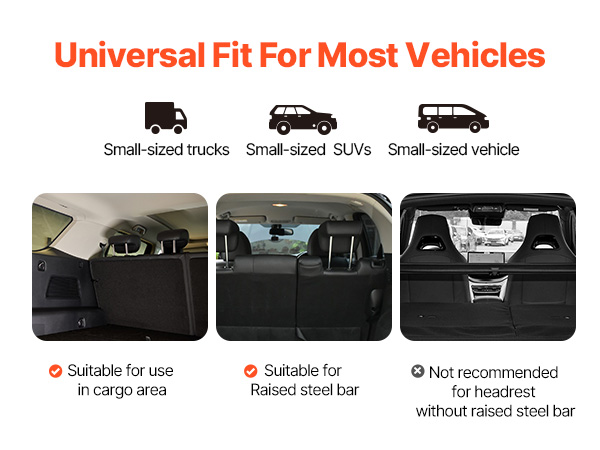 Universal Fit For Most Vehicles
Small-sized trucks
Small-sized SUVs
Small-sized vehicle
Suitable for use
in cargo area
Suitable for
Raised steel bar
Not recommended
for headrest
without raised steel bar